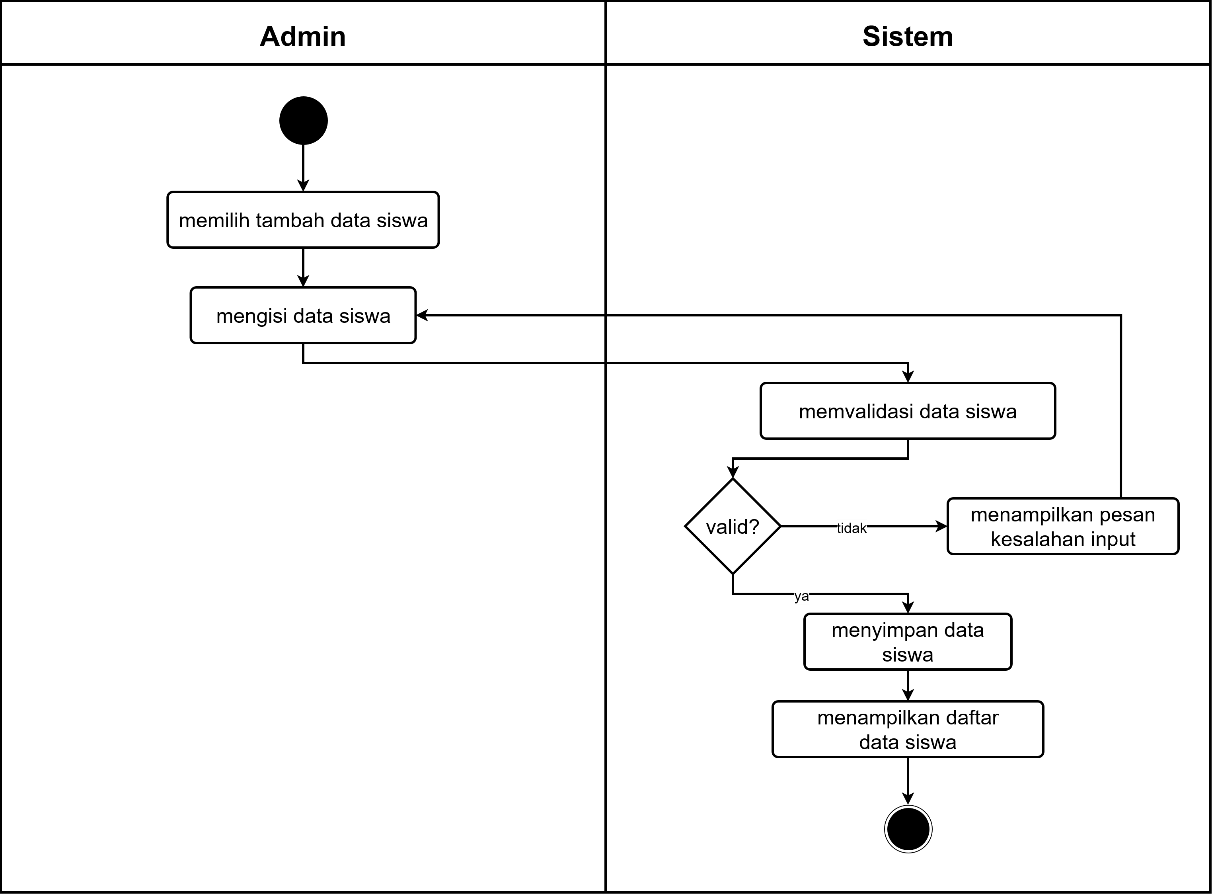 Admin
Sistem
memilih tambah data siswa
mengisi data siswa
memvalidasi data siswa
valid?
tidak
menampilkan pesan
kesalahan input
ya
menyimpan data
siswa
menampilkan daftar
data siswa